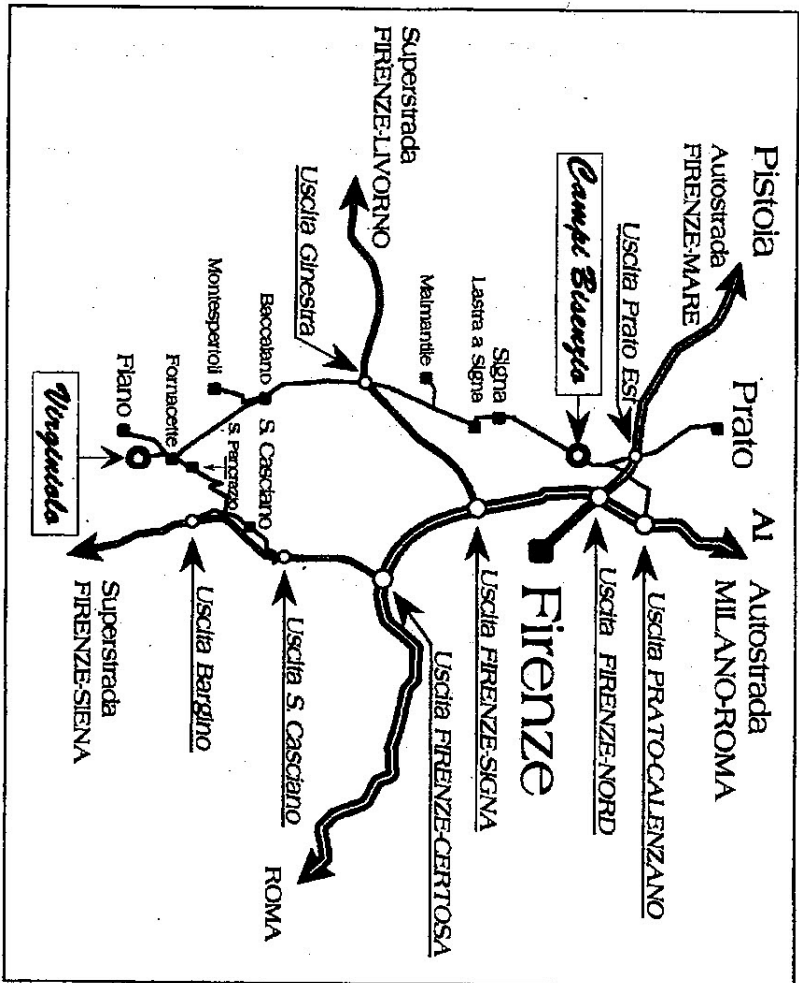 Pistoia
Autostrada
FIRENZE-MARE
Uscita Prato Est
Prato
A1
Autostrada
MILANO-ROMA
Campi Bisenzio
Uscita PRATO-CALENZANO
Uscita FIRENZE-NORD
Firenze
Signa
Lastra a Signa
Malmantile
Uscita FIRENZE-SIGNA
Superstrada
FIRENZE-LIVORNO
Uscita Ginestra
Uscita FIRENZE-CERTOSA
Baccaiano
Montespertoli
S. Casciano
S. Pancrazio
Uscita S. Casciano
ROMA
Fornacette
Fiano
Uscita Bargino
Virginiolo
Superstrada
FIRENZE-SIENA